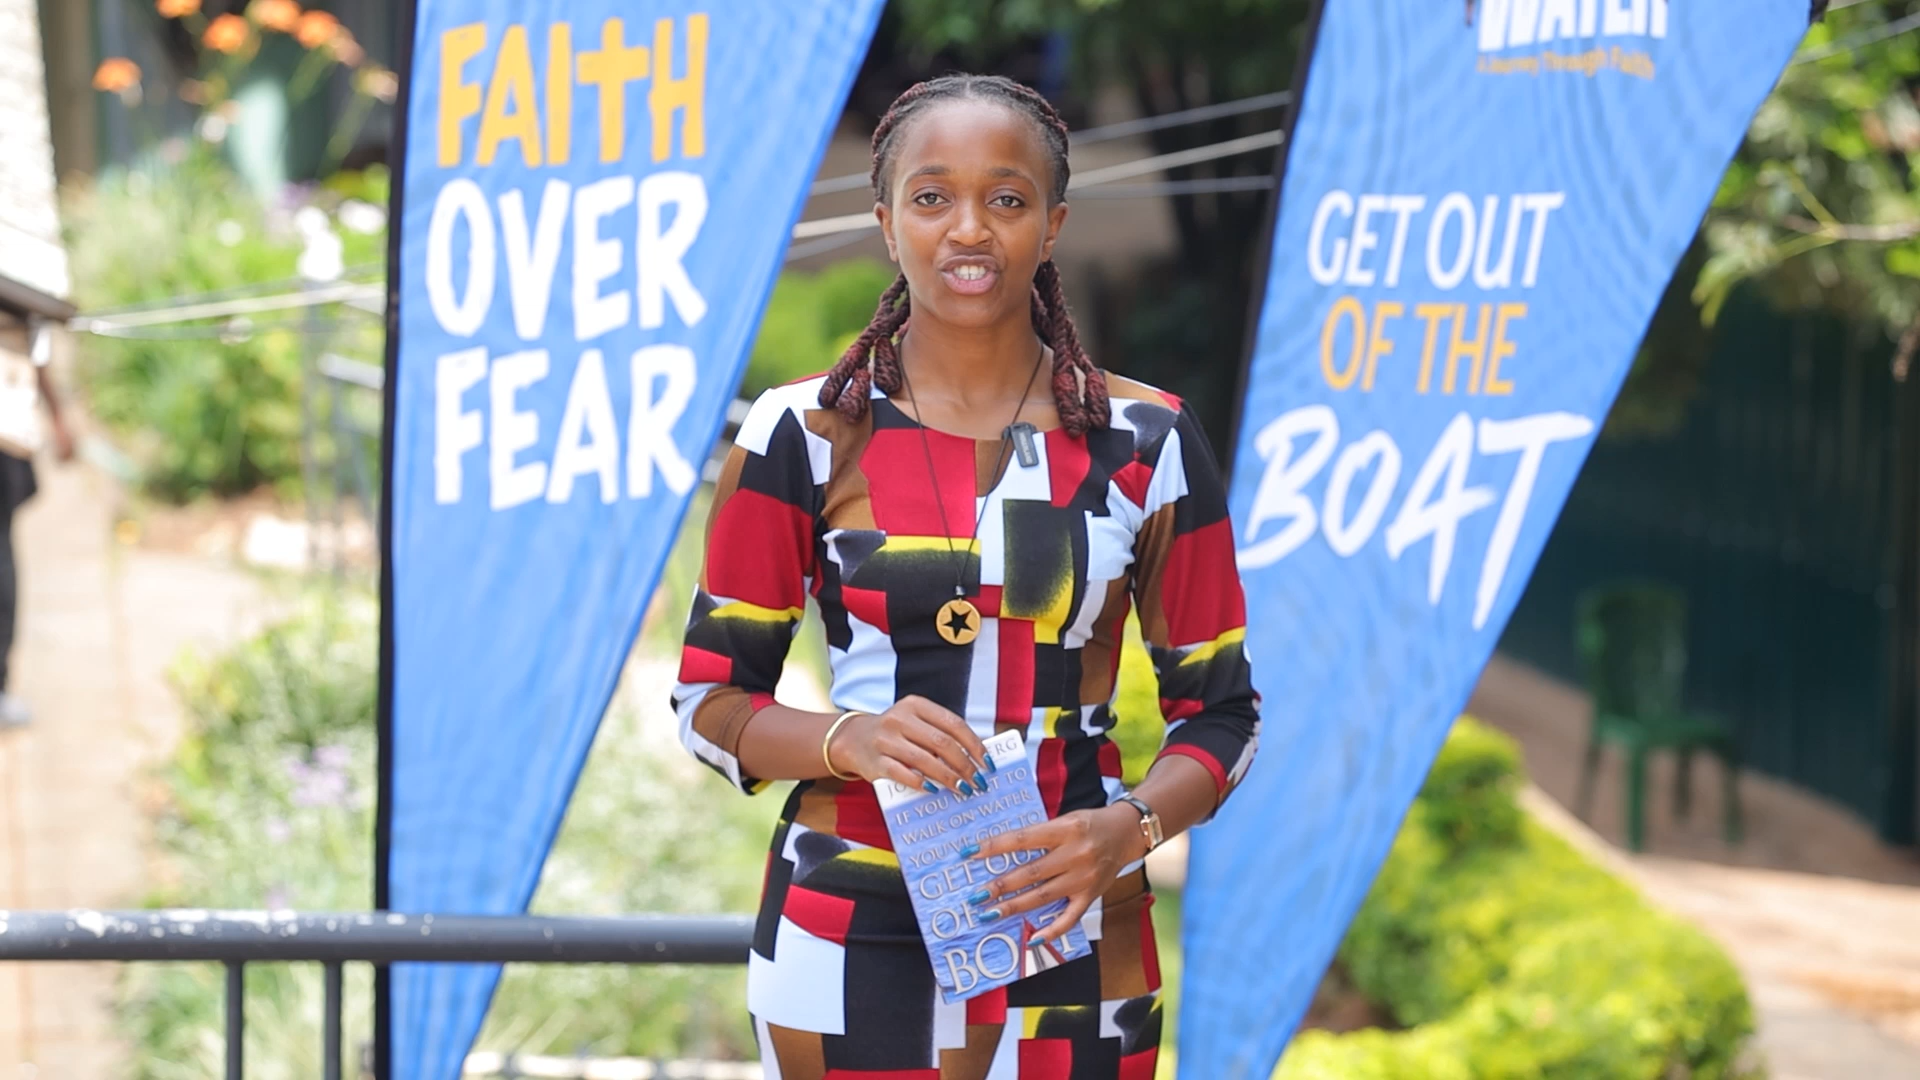 FAITH
OVER
FEAR
WATER
A Journey Through Faith
GET OUT
OF THE
BOAT
IF YOU WANT TO
WALK ON WATER
YOU'VE GOT TO
GET OUT
OF
BOAT